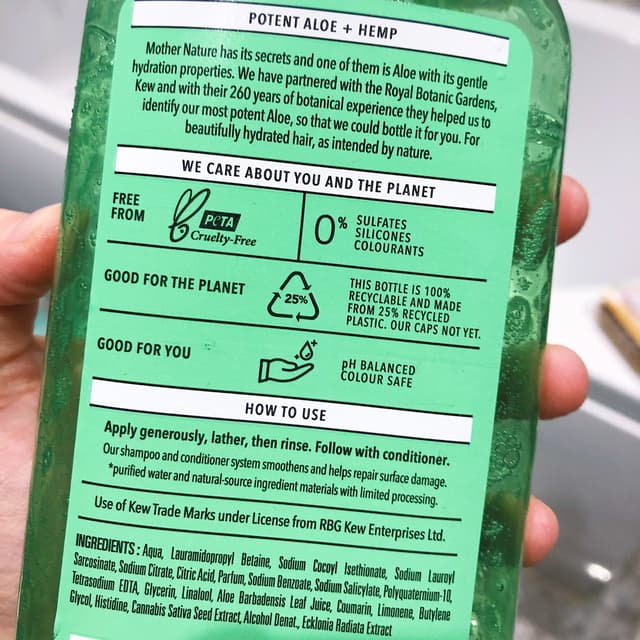 POTENT ALOE + HEMP
Mother Nature has its secrets and one of them is Aloe with its gentle
hydration properties. We have partnered with the Royal Botanic Gardens,
Kew and with their 260 years of botanical experience they helped us to
identify our most potent Aloe, so that we could bottle it for you. For
beautifully hydrated hair, as intended by nature.
WE CARE ABOUT YOU AND THE PLANET
FREE
FROM
PeTA
Cruelty-Free
0%
SULFATES
SILICONES
COLOURANTS
GOOD FOR THE PLANET
25%
THIS BOTTLE IS 100%
RECYCLABLE AND MADE
FROM 25% RECYCLED
PLASTIC. OUR CAPS NOT YET.
GOOD FOR YOU
pH BALANCED
COLOUR SAFE
HOW TO USE
Apply generously, lather, then rinse. Follow with conditioner.
Our shampoo and conditioner system smoothens and helps repair surface damage.
*purified water and natural-source ingredient materials with limited processing.
Use of Kew Trade Marks under License from RBG Kew Enterprises Ltd.
INGREDIENTS : Aqua, Lauramidopropyl Betaine, Sodium Cocoyl Isethionate, Sodium Lauroyl
Sarcosinate, Sodium Citrate, Citric Acid, Parfum, Sodium Benzoate, Sodium Salicylate, Polyquaternium-10,
Tetrasodium EDTA, Glycerin, Linalool, Aloe Barbadensis Leaf Juice, Coumarin, Limonene, Butylene
Glycol, Histidine, Cannabis Sativa Seed Extract, Alcohol Denat., Ecklonia Radiata Extract